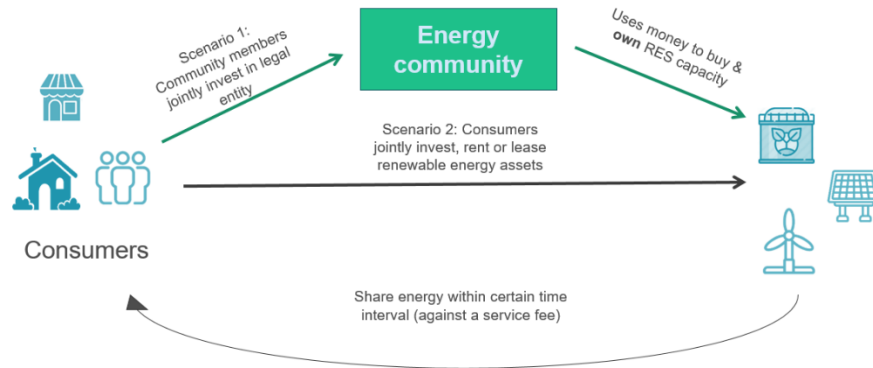 Scenario 1:
Community members
jointly invest in legal
entity
Energy
community
Uses money to buy &
own RES capacity
Scenario 2: Consumers
jointly invest, rent or lease
renewable energy assets
Consumers
Share energy within certain time
interval (against a service fee)